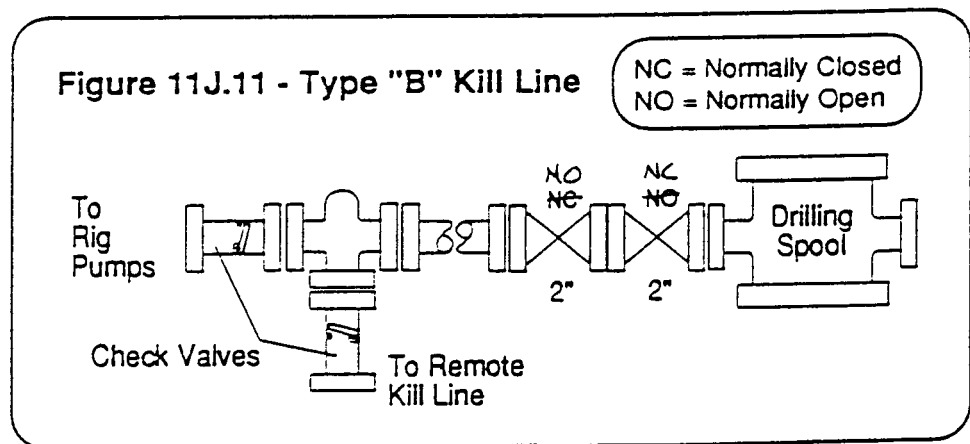 Figure 11J.11 - Type "B" Kill Line
NC = Normally Closed
NO = Normally Open
To
Rig
Pumps
NO
NC
NC
NO
2"
2"
Drilling
Spool
Check Valves
To Remote
Kill Line